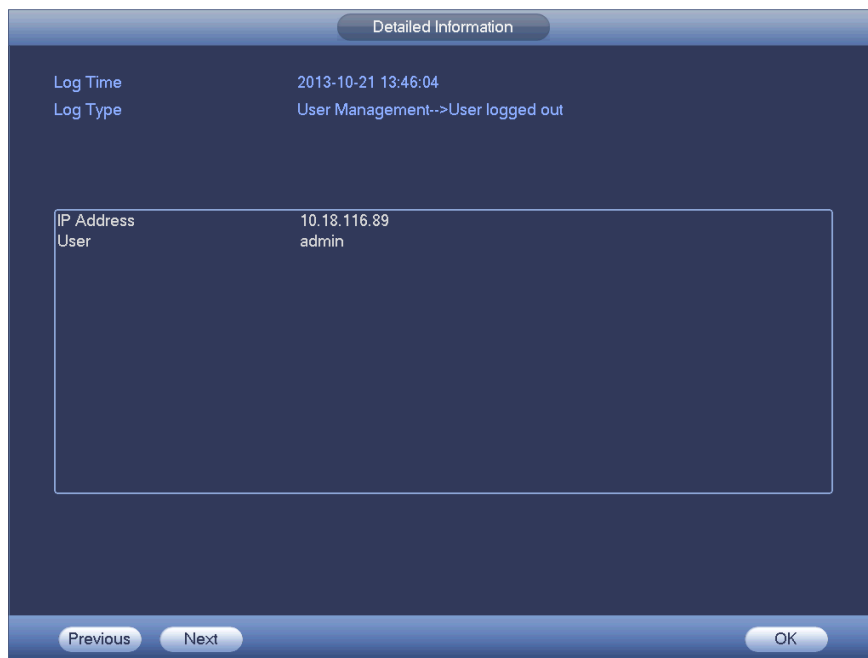 Detailed Information
Log Time 2013-10-21 13:46:04
Log Type User Management-->User logged out
IP Address 10.18.116.89
User admin
Previous Next OK